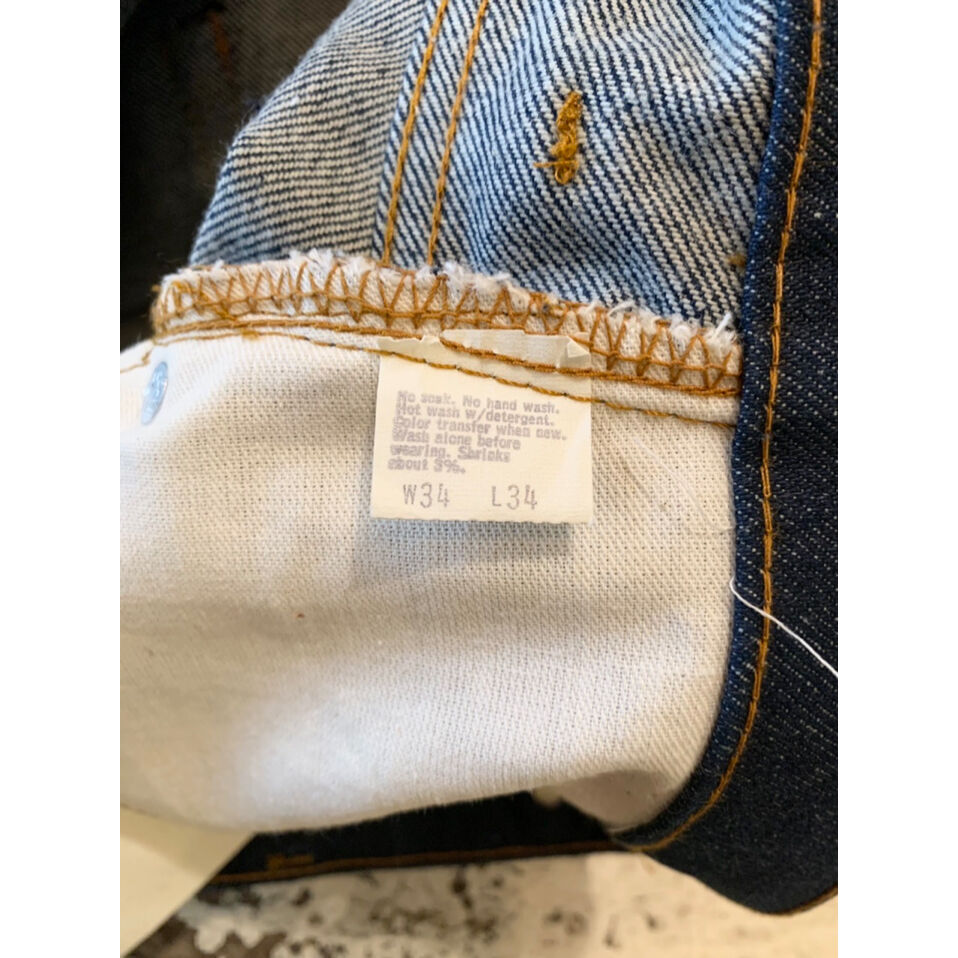 No soak. No hand wash.
Hot wash w/detergent.
Color transfer when new.
Wash alone before
wearing. Shrinks
about 3%.
W34 L34